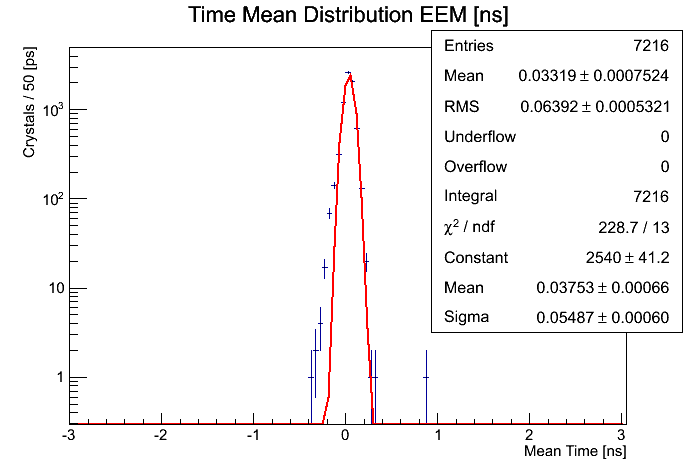 Time Mean Distribution EEM [ns]
Crystals / 50 [ps]
10³
10²
10
1
-3 -2 -1 0 1 2 3
Mean Time [ns]
Entries 7216
Mean 0.03319 ± 0.0007524
RMS 0.06392 ± 0.0005321
Underflow 0
Overflow 0
Integral 7216
χ² / ndf 228.7 / 13
Constant 2540 ± 41.2
Mean 0.03753 ± 0.00066
Sigma 0.05487 ± 0.00060